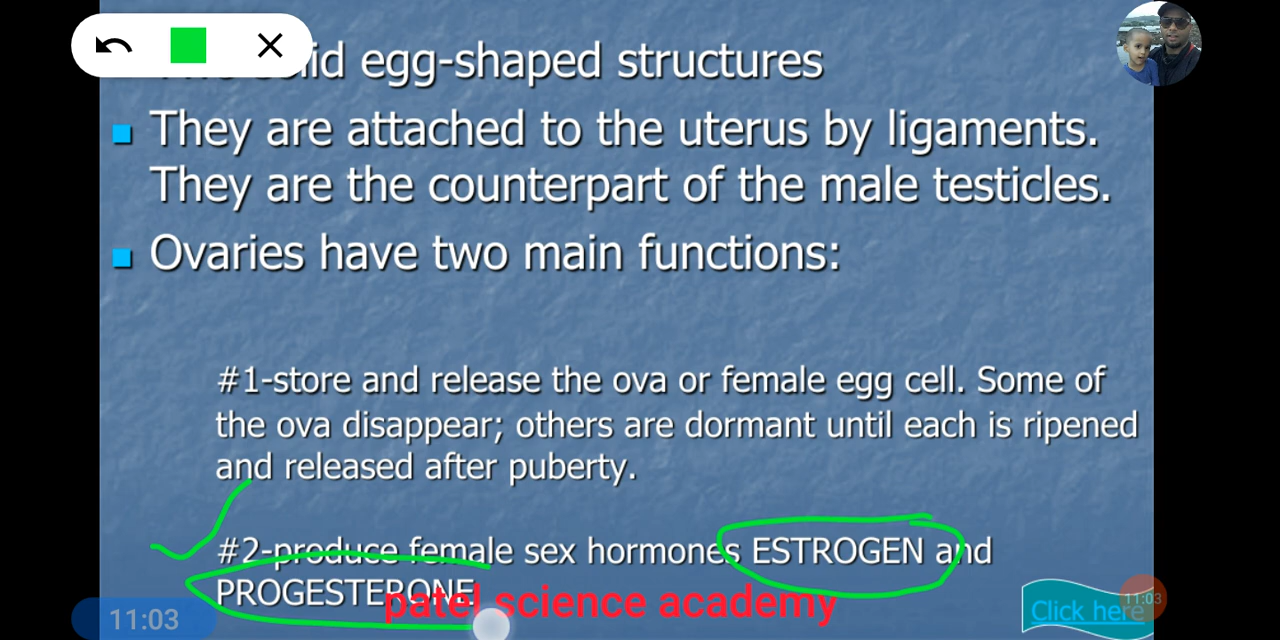 solid egg-shaped structures
They are attached to the uterus by ligaments.
They are the counterpart of the male testicles.
Ovaries have two main functions:
#1-store and release the ova or female egg cell. Some of
the ova disappear; others are dormant until each is ripened
and released after puberty.
#2-produce female sex hormones ESTROGEN and
PROGESTERONE
patel science academy
Click here
11:03
11:03